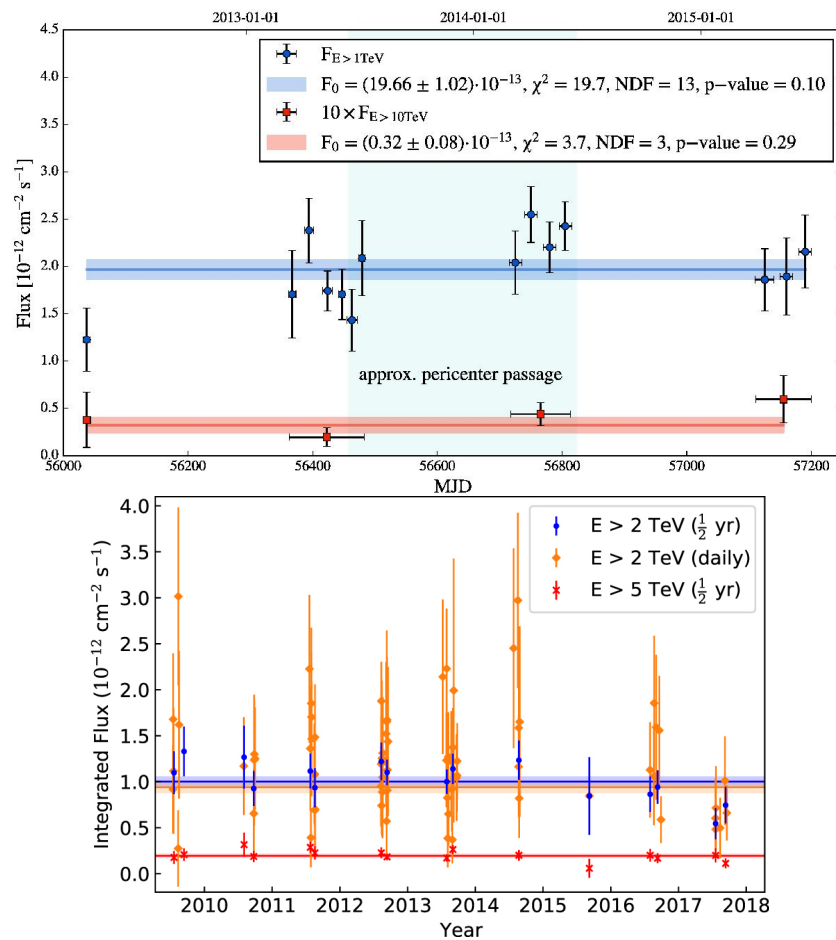 2013-01-01 2014-01-01 2015-01-01
4.5
4.0
3.5
3.0
2.5
2.0
1.5
1.0
0.5
0.0
Flux [10⁻¹² cm⁻² s⁻¹]
F_{E>1TeV}
F₀ = (19.66 ± 1.02)·10⁻¹³, χ² = 19.7, NDF = 13, p−value = 0.10
10 × F_{E>10TeV}
F₀ = (0.32 ± 0.08)·10⁻¹³, χ² = 3.7, NDF = 3, p−value = 0.29
approx. pericenter passage
56000 56200 56400 56600 56800 57000 57200
MJD
4.0
3.5
3.0
2.5
2.0
1.5
1.0
0.5
0.0
Integrated Flux (10⁻¹² cm⁻² s⁻¹)
E > 2 TeV (½ yr)
E > 2 TeV (daily)
E > 5 TeV (½ yr)
2010 2011 2012 2013 2014 2015 2016 2017 2018
Year